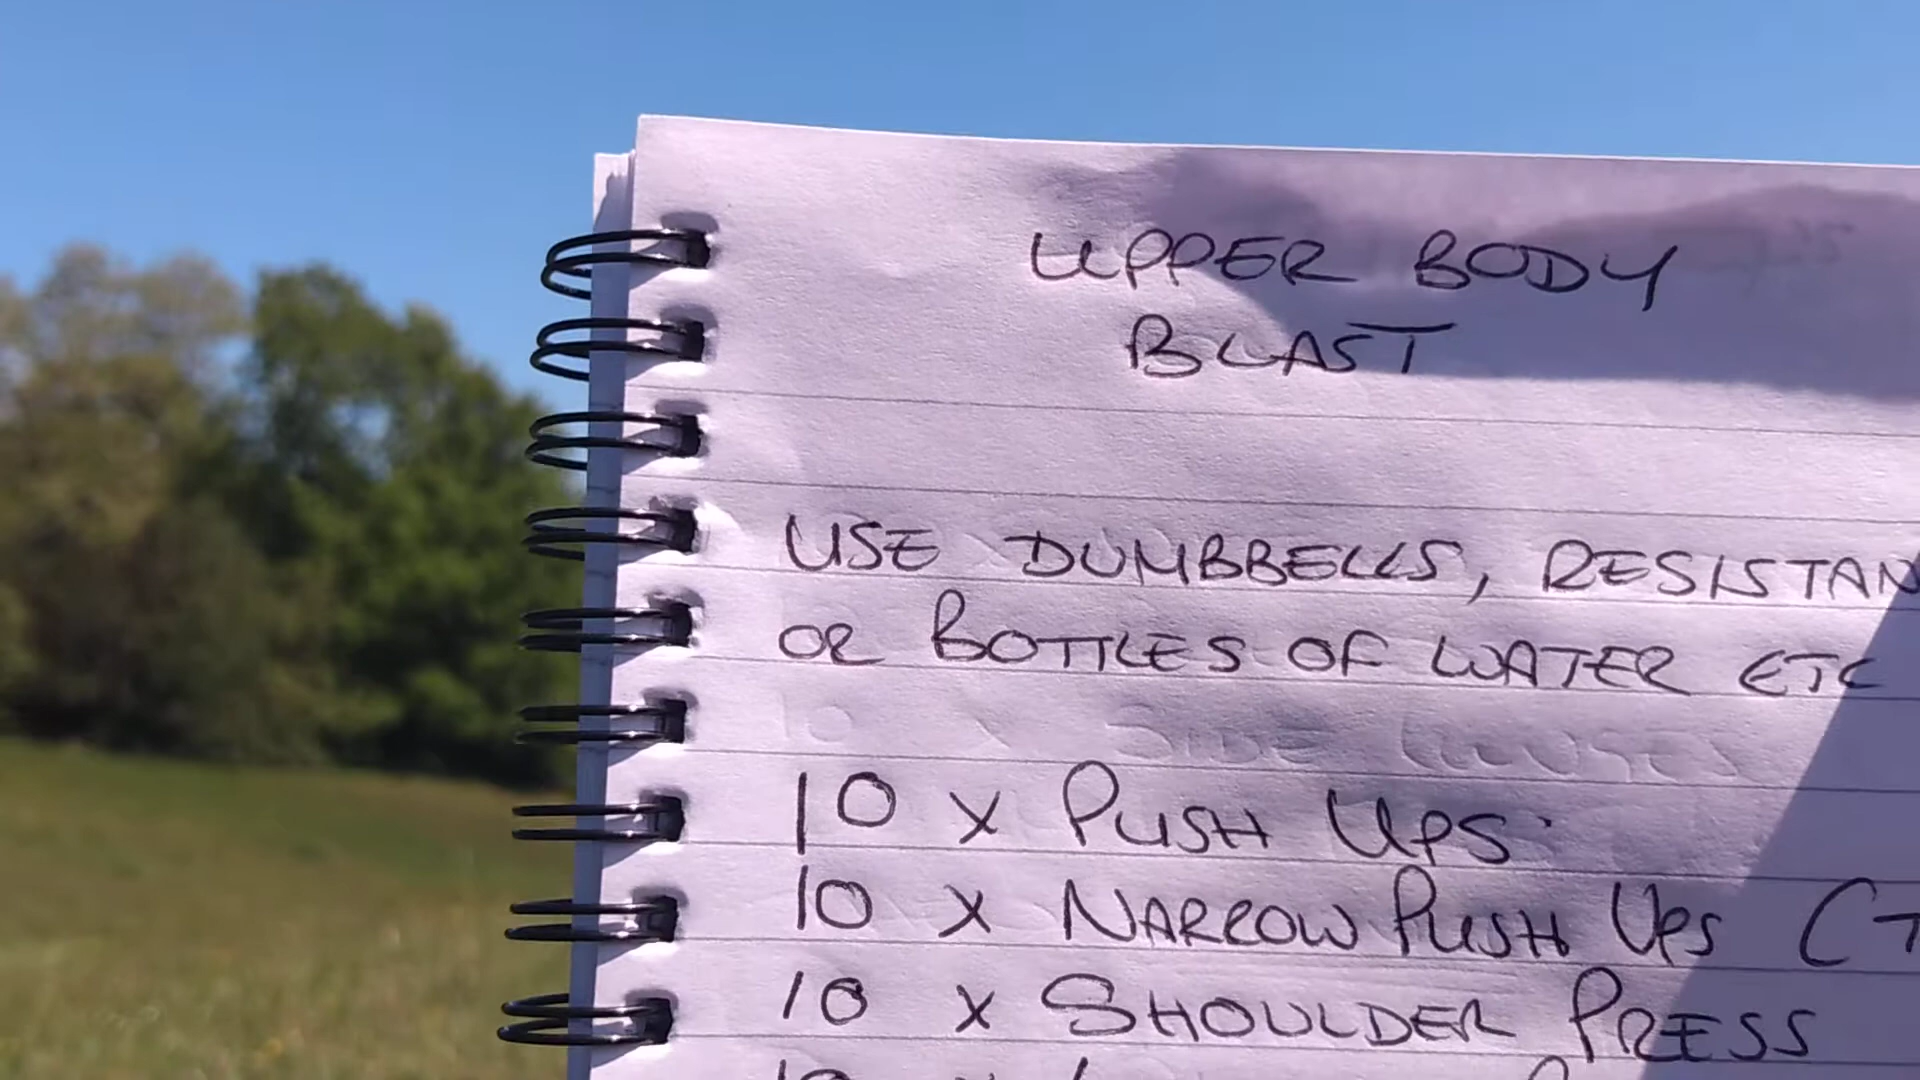 UPPER BODY
BLAST
USE DUMBBELLS, RESISTAN
OR BOTTLES OF WATER ETC
10 X PUSH UPS
10 X NARROW PUSH UPS (T
10 X SHOULDER PRESS